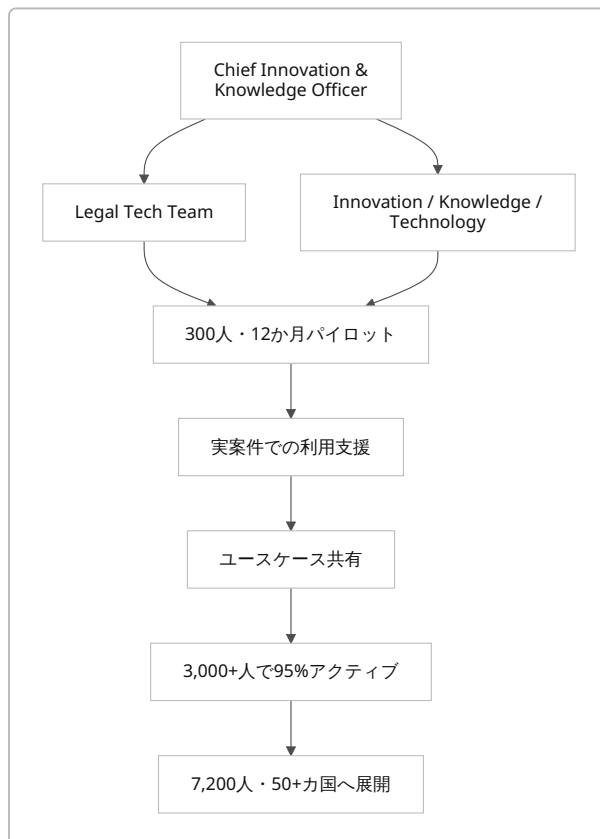 Chief Innovation &
Knowledge Officer
Legal Tech Team
Innovation / Knowledge /
Technology
300人・12か月パイロット
実案件での利用支援
ユースケース共有
3,000+人で95%アクティブ
7,200人・50+カ国へ展開